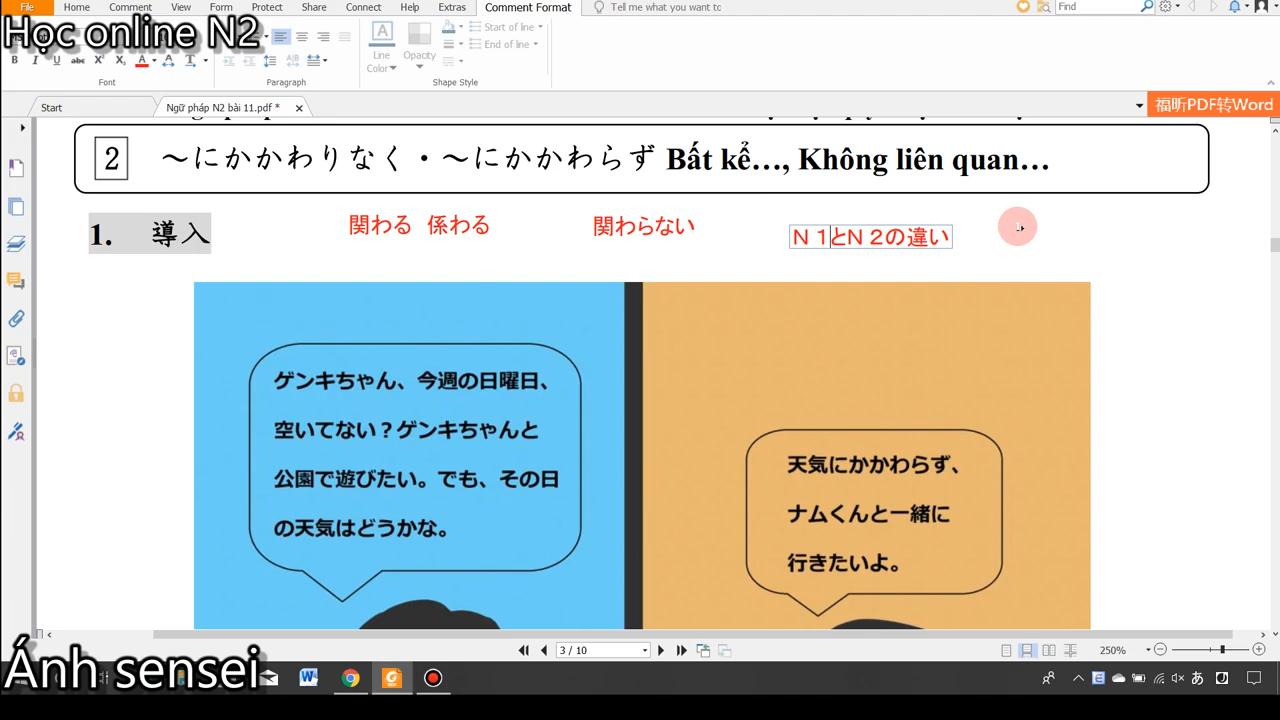 File Home Comment View Form Protect Share Connect Help Extras Comment Format Tell me what you want to Find
Học online N2
Line Color Opacity Start of line End of line
Font Paragraph Shape Style
Start Ngữ pháp N2 bài 11.pdf * 福昕PDF转Word
2 ～にかかわりなく・～にかかわらず Bất kể…, Không liên quan…
1. 導入 関わる 係わる 関わらない Ｎ１とＮ２の違い
ゲンキちゃん、今週の日曜日、
空いてない？ゲンキちゃんと
公園で遊びたい。でも、その日
の天気はどうかな。
天気にかかわらず、
ナムくんと一緒に
行きたいよ。
3 / 10 250%
Ánh sensei